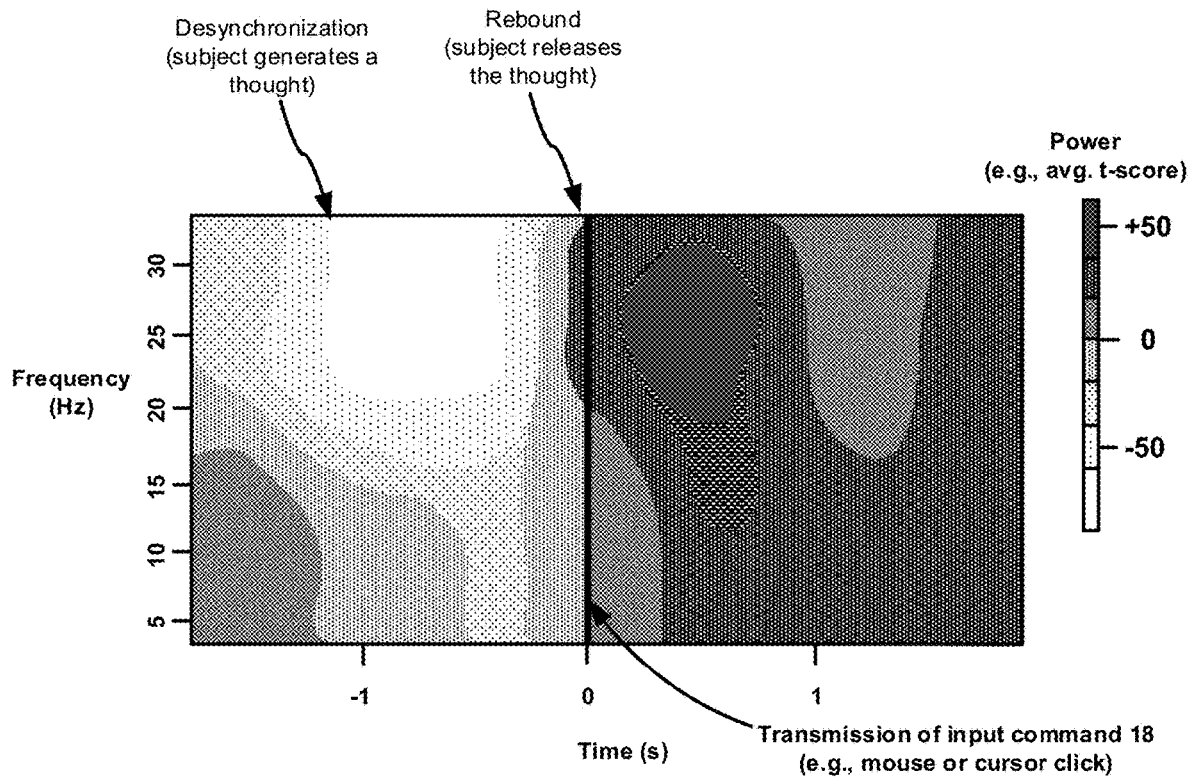 Desynchronization
(subject generates a
thought)
Rebound
(subject releases
the thought)
Power
(e.g., avg. t-score)
+50
0
-50
Frequency
(Hz)
30
25
20
15
10
5
-1
0
1
Time (s)
Transmission of input command 18
(e.g., mouse or cursor click)